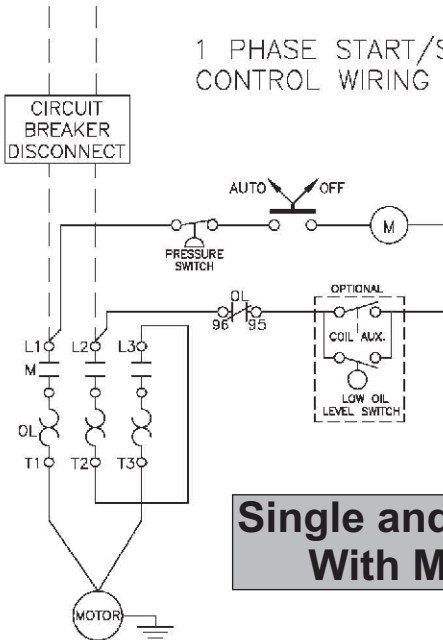 1 PHASE START/S
CONTROL WIRING
CIRCUIT
BREAKER
DISCONNECT
AUTO OFF
M
PRESSURE
SWITCH
OPTIONAL
OL
96 95
COIL AUX.
LOW OIL
LEVEL SWITCH
L1 L2 L3
M
OL
T1 T2 T3
Single and
With M
MOTOR